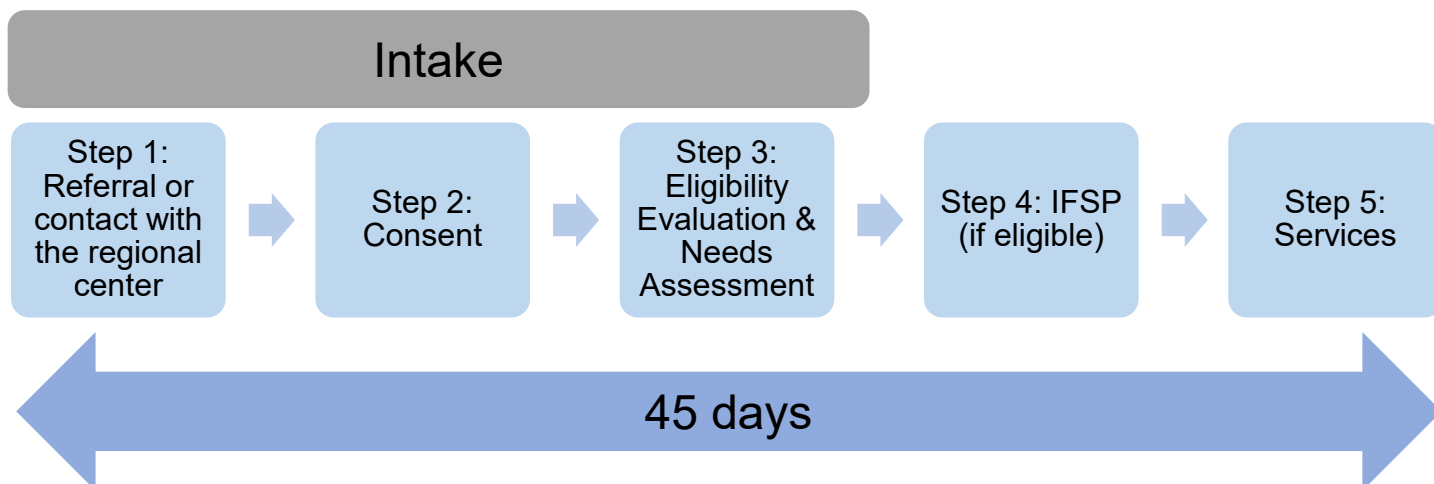 Intake
Step 1:
Referral or
contact with
the regional
center
Step 2:
Consent
Step 3:
Eligibility
Evaluation &
Needs
Assessment
Step 4: IFSP
(if eligible)
Step 5:
Services
45 days